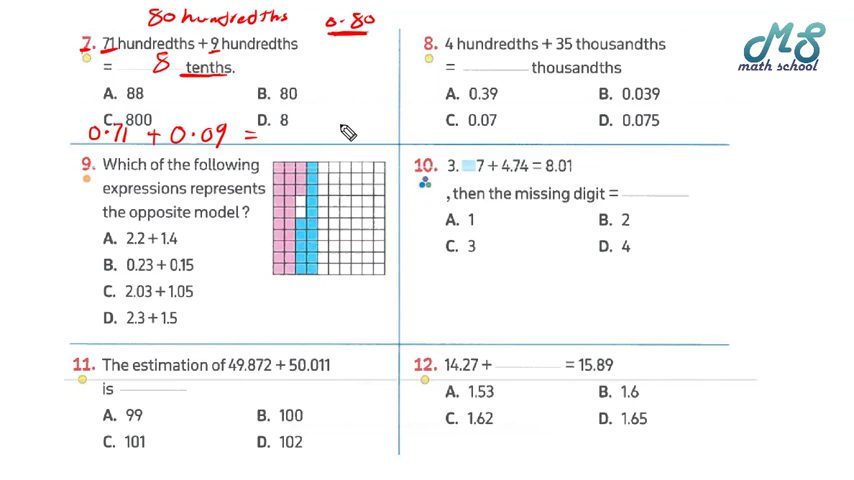 80 hundredths 0.80
7. 71 hundredths + 9 hundredths
= 8 tenths.
A. 88 B. 80
C. 800 D. 8
0.71 + 0.09 =
8. 4 hundredths + 35 thousandths
= ________ thousandths
A. 0.39 B. 0.039
C. 0.07 D. 0.075
MS
math school
9. Which of the following
expressions represents
the opposite model?
A. 2.2 + 1.4
B. 0.23 + 0.15
C. 2.03 + 1.05
D. 2.3 + 1.5
10. 3. 7 + 4.74 = 8.01
, then the missing digit = ________
A. 1 B. 2
C. 3 D. 4
11. The estimation of 49.872 + 50.011
is ________
A. 99 B. 100
C. 101 D. 102
12. 14.27 + ________ = 15.89
A. 1.53 B. 1.6
C. 1.62 D. 1.65